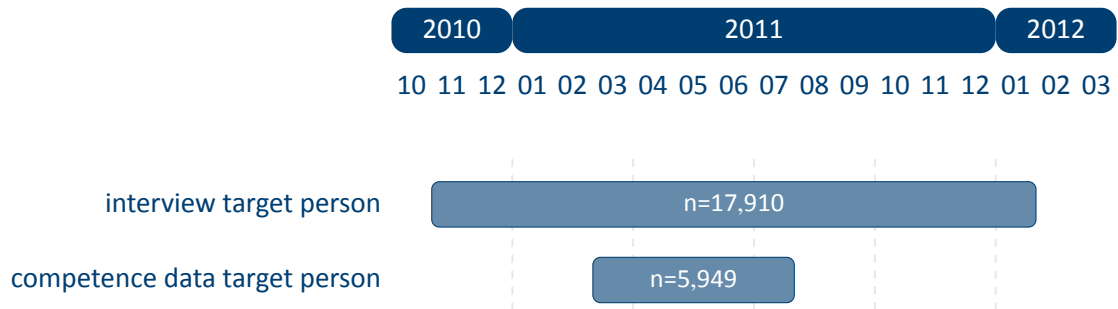 2010 2011 2012
10 11 12 01 02 03 04 05 06 07 08 09 10 11 12 01 02 03
interview target person n=17,910
competence data target person n=5,949